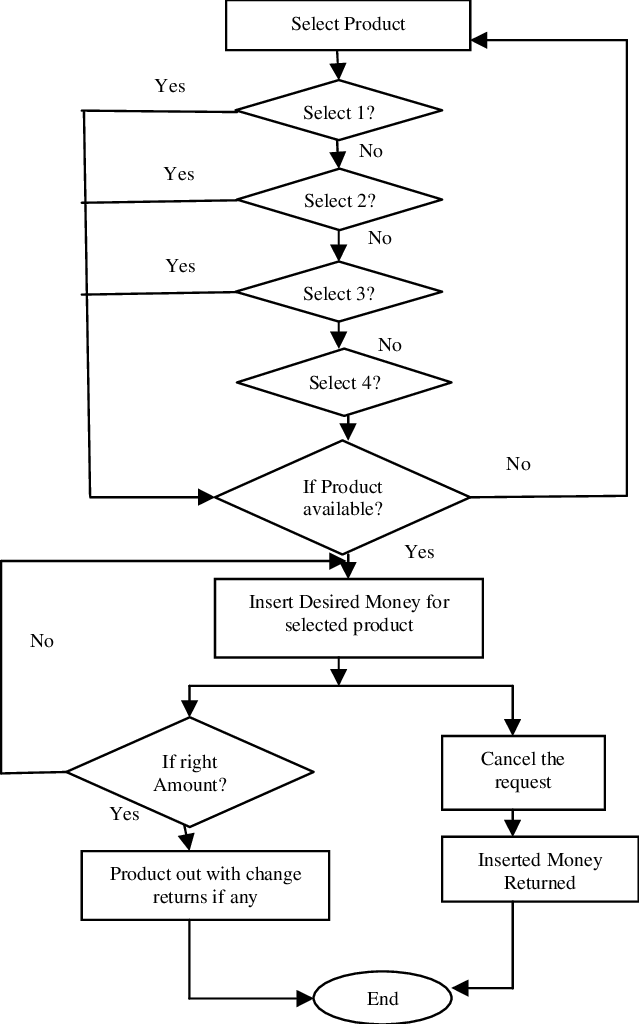 Select Product
Yes
Select 1?
No
Yes
Select 2?
No
Yes
Select 3?
No
Select 4?
No
If Product
available?
Yes
Insert Desired Money for
selected product
No
If right
Amount?
Cancel the
request
Yes
Product out with change
returns if any
Inserted Money
Returned
End